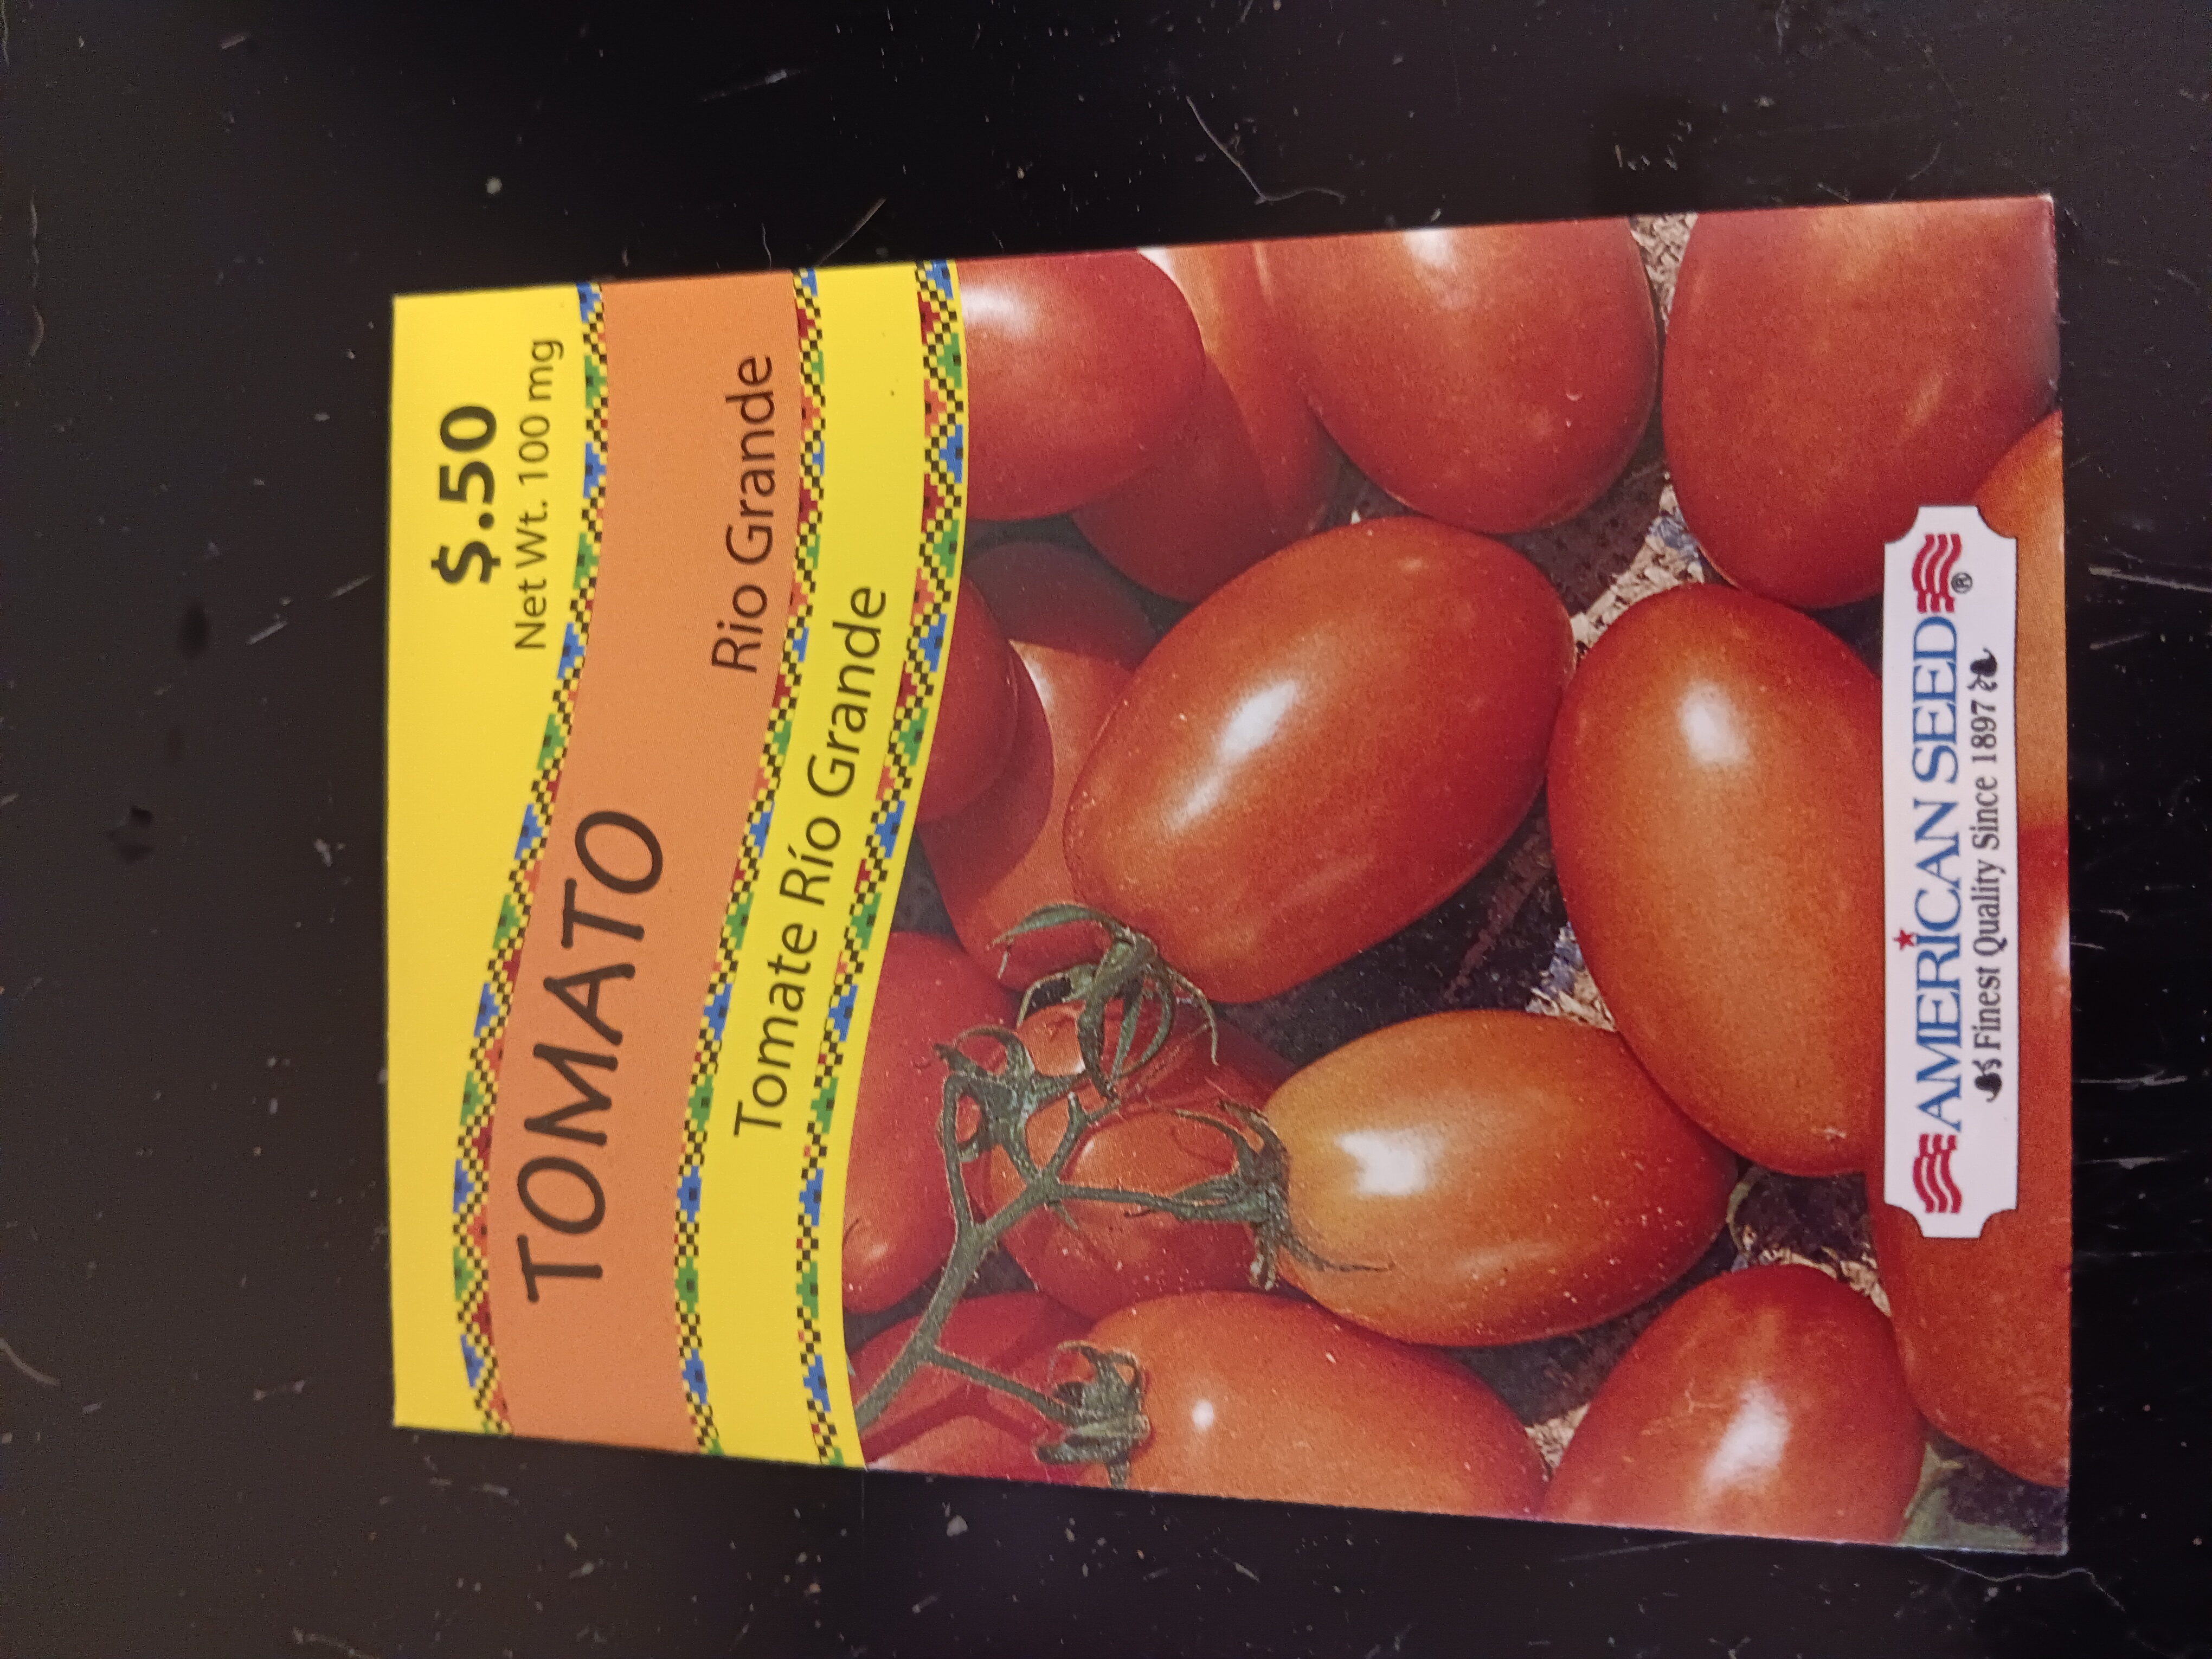 $.50
Net Wt. 100 mg
TOMATO
Rio Grande
Tomate Río Grande
AMERICAN SEED®
Finest Quality Since 1897